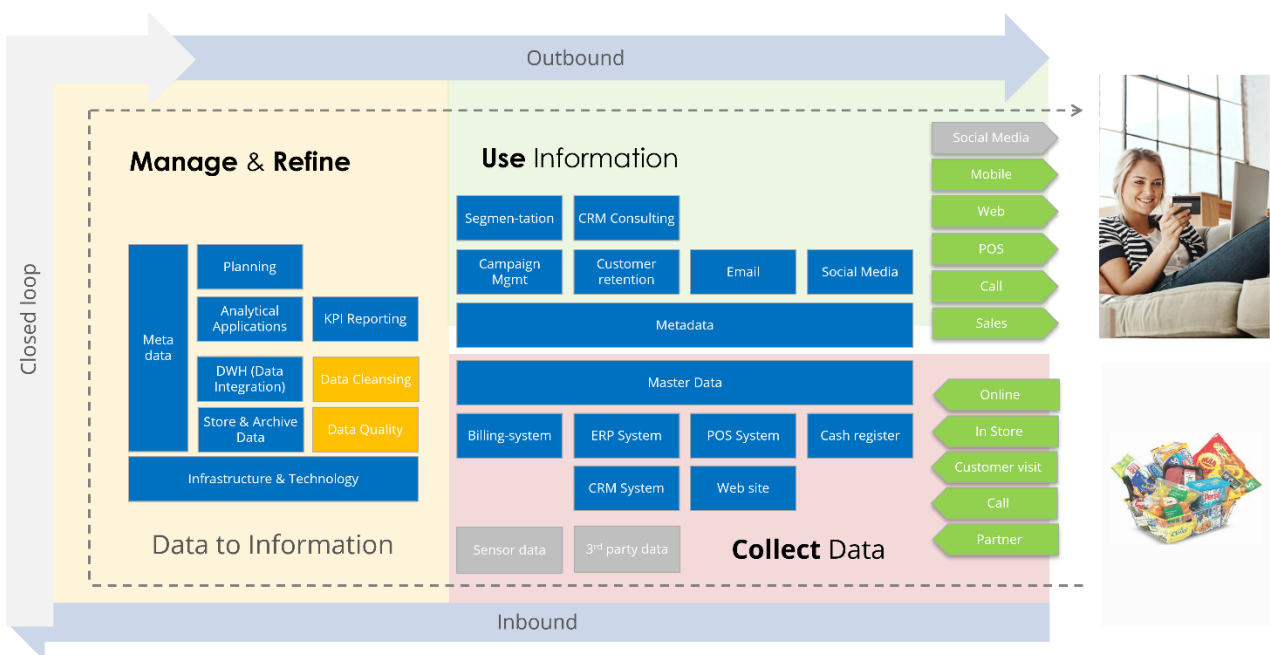 Outbound
Closed loop
Manage & Refine
Meta
data
Planning
Analytical
Applications
KPI Reporting
DWH (Data
Integration)
Data Cleansing
Store & Archive
Data
Data Quality
Infrastructure & Technology
Data to Information
Use Information
Segmen-tation
CRM Consulting
Campaign
Mgmt
Customer
retention
Email
Social Media
Metadata
Social Media
Mobile
Web
POS
Call
Sales
Master Data
Billing-system
ERP System
POS System
Cash register
CRM System
Web site
Sensor data
3rd party data
Collect Data
Online
In Store
Customer visit
Call
Partner
Inbound